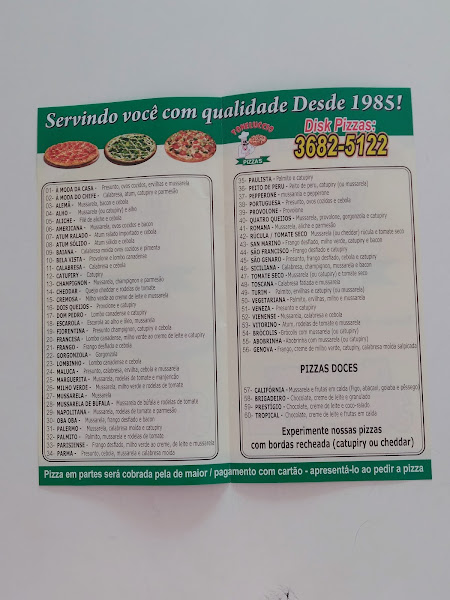 Servindo você com qualidade Desde 1985!
PIZZAS
Disk Pizzas:
3682-5122
01- A MODA DA CASA - Presunto, ovos cozidos, ervilhas e mussarela
02- A MODA DO CHEFE - Calabresa, atum, catupiry e parmesão
03- ALEMÃ - Mussarela, bacon e cebola
04- ALHO - Mussarela (ou catupiry) e alho
05- ALICHE - Filé de aliche e cebola
06- AMERICANA - Mussarela, ovos cozidos e bacon
07- ATUM RALADO - Atum ralado importado e cebola
08- ATUM SÓLIDO - Atum sólido e cebola
09- BAIANA - Calabresa moída ovos cozidos e pimenta
10- BELA VISTA - Provolone e lombo canadense
11- CALABRESA - Calabresa e cebola
12- CATUPIRY - Catupiry
13- CHAMPIGNON - Mussarela, champignon e parmesão
14- CHEDDAR - Queijo cheddar e rodelas de tomate
15- CREMOSA - Milho verde ao creme de leite e mussarela
16- DOIS QUEIJOS - Provolone e catupiry
17- DOM PEDRO - Lombo canadense e catupiry
18- ESCAROLA - Escarola ao alho e óleo, mussarela
19- FIORENTINA - Presunto champignon, catupiry e cebola
20- FRANCISA - Lombo canadense, milho verde ao creme de leite e catupiry
21- FRANGO - Frango desfiado e cebola
22- GORGONZOLA - Gorgonzola
23- LOMBINHO - Lombo canadense e cebola
24- MALUCA - Presunto, calabresa, ervilha, cebola e mussarela
25- MARGUERITA - Mussarela, rodelas de tomate e manjericão
26- MILHO VERDE - Mussarela, milho verde e rodelas de tomate
27- MUSSARELA - Mussarela
28- MUSSARELA DE BUFALA - Mussarela de bufala e rodelas de tomate
29- NAPOLITANA - Mussarela, rodelas de tomate e parmesão
30- OBA OBA - Mussarela, frango desfiado e bacon
31- PALERMO - Mussarela, calabresa moída e catupiry
32- PALMITO - Palmito, mussarela e rodelas de tomate
33- PARISIENSE - Frango desfiado, milho verde ao creme, de leite e mussarela
34- PARMA - Presunto, cebola, mussarela e calabresa moída
35- PAULISTA - Palmito e catupiry
36- PEITO DE PERU - Peito de peru, catupiry (ou mussarela)
37- PEPPERONE - mussarela e pepperone
38- PORTUGUESA - Presunto, ovos cozidos e cebola
39- PROVOLONE - Provolone
40- QUATRO QUEIJOS - Mussarela, provolone, gorgonzola e catupiry
41- ROMANA - Mussarela, aliche e parmesão
42- RÚCULA / TOMATE SECO - Mussarela (ou cheddar) rúcula e tomate seco
43- SAN MARINO - Frango desfiado, milho verde, catupiry e bacon
44- SÃO FRANCISCO - Frango desfiado e catupiry
45- SÃO GENARO - Presunto, frango desfiado, cebola, catupiry
46- SICILIANA - Calabresa, champignon, mussarela e bacon
47- TOMATE SECO - Mussarela (ou catupiry) e tomate seco
48- TOSCANA - Calabresa fatiada e mussarela
49- TURIM - Palmito, ervilhas (ou milho) e mussarela
50- VEGETARIANA - Palmito, ervilhas, milho e mussarela
51- VENEZA - Presunto e catupiry
52- VIENENSE - Mussarela, calabresa e cebola
53- VITORINO - Atum, rodelas de tomate e mussarela
54- BRÓCOLIS - Brócolis com mussarela (ou catupiry)
55- ABOBRINHA - Abobrinha com mussarela (ou catupiry)
56- GENOVA - Frango, creme de milho verde, catupiry, calabresa moída salpicada
PIZZAS DOCES
57- CALIFÓRNIA - Mussarela e frutas em calda (figo, abacaxi, goiaba e pêssego)
58- BRIGADEIRO - Chocolate, creme de leite e granulado
59- PRESTIGIO - Chocolate, creme de leite e coco-ralado
60- TROPICAL - Chocolate, creme de leite e frutas em calda
Experimente nossas pizzas
com bordas recheada (catupiry ou cheddar)
Pizza em partes será cobrada pela de maior / pagamento com cartão - apresentá-lo ao pedir a pizza